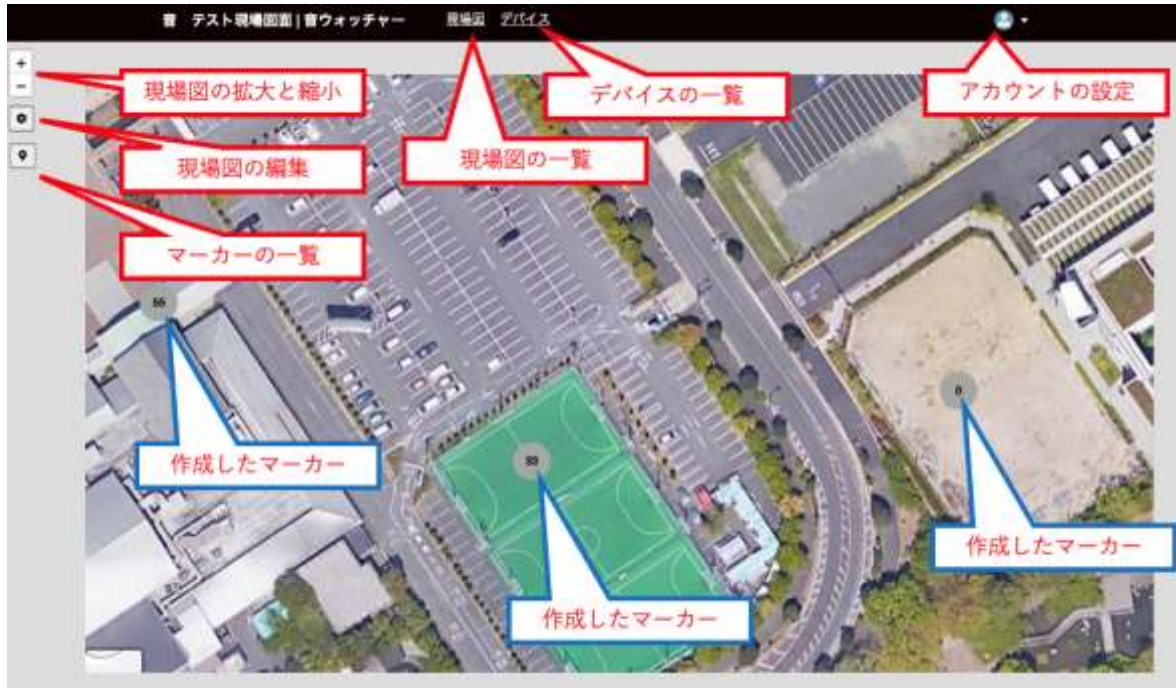 音 テスト現場図面|音ウォッチャー 現場図 デバイス
+
−
現場図の拡大と縮小
デバイスの一覧
アカウントの設定
現場図の編集
現場図の一覧
マーカーの一覧
作成したマーカー
作成したマーカー
作成したマーカー